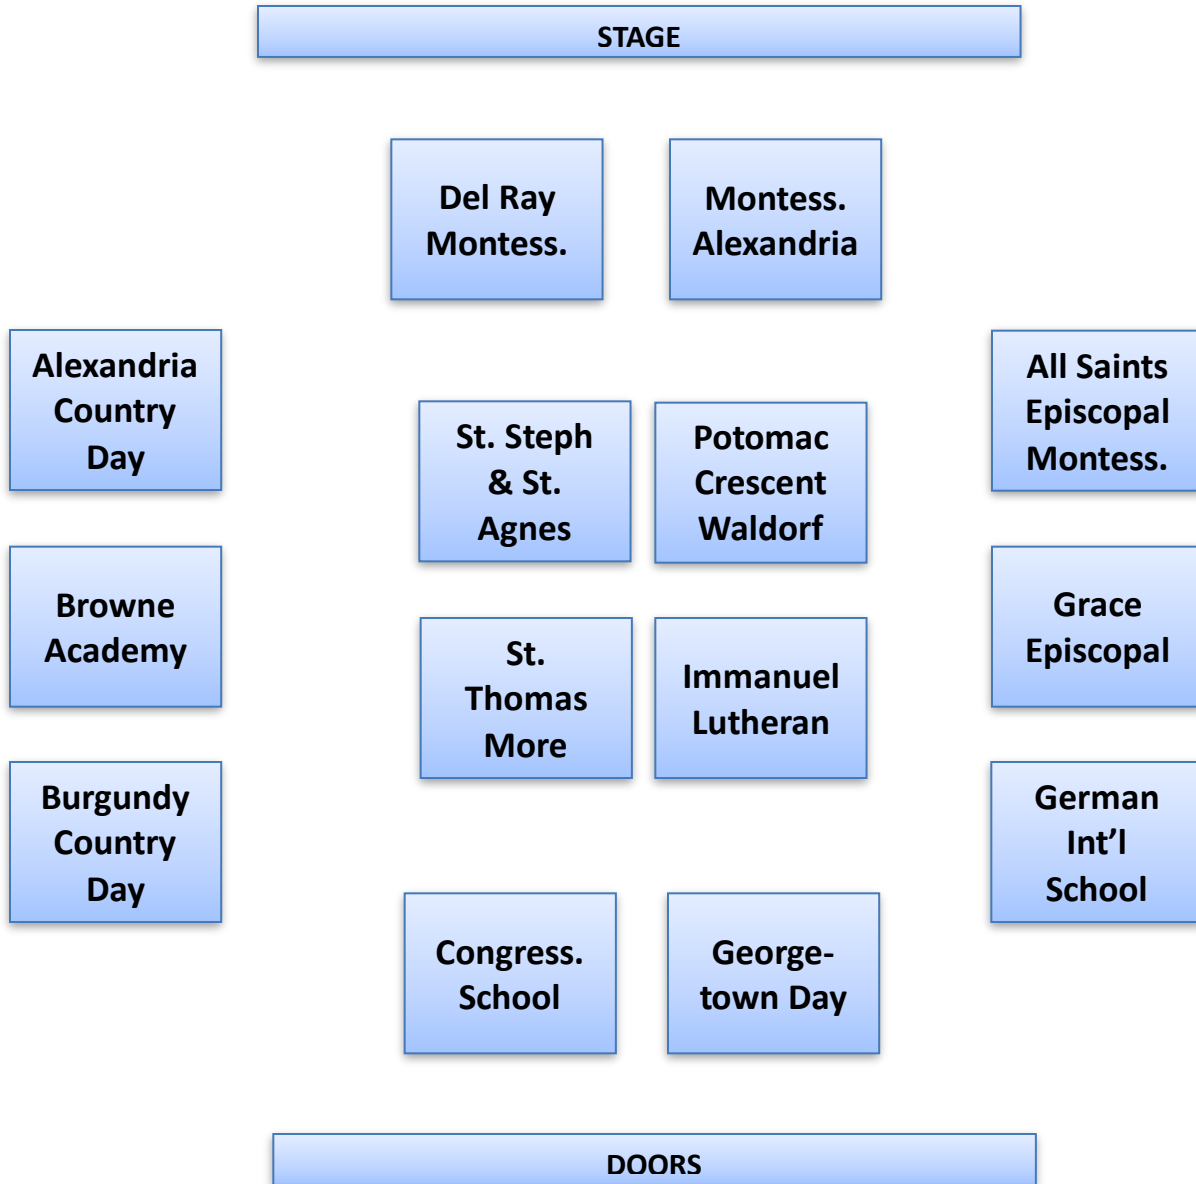 STAGE
Del Ray
Montess.
Montess.
Alexandria
Alexandria
Country
Day
St. Steph
& St.
Agnes
Potomac
Crescent
Waldorf
All Saints
Episcopal
Montess.
Browne
Academy
St.
Thomas
More
Immanuel
Lutheran
Grace
Episcopal
Burgundy
Country
Day
German
Int’l
School
Congress.
School
George-
town Day
DOORS